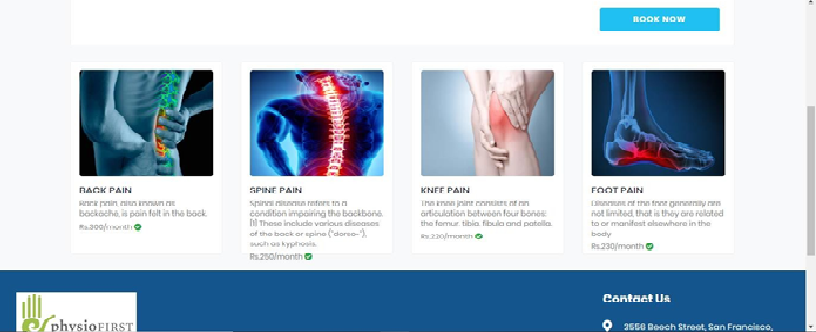 BOOK NOW
BACK PAIN
Back pain, also known as
backache, is pain felt in the back.
Rs.300/month
SPINE PAIN
Spinal disease refers to a
condition impairing the backbone.
[1] These include various diseases
of the back or spine ("dorso-"),
such as kyphosis.
Rs.250/month
KNEE PAIN
The knee joint consists of an
articulation between four bones:
the femur, tibia, fibula and patella.
Rs.220/month
FOOT PAIN
Diseases of the foot generally are
not limited, that is they are related
to or manifest elsewhere in the
body
Rs.230/month
physioFIRST
Contact Us
3556 Beech Street, San Francisco,